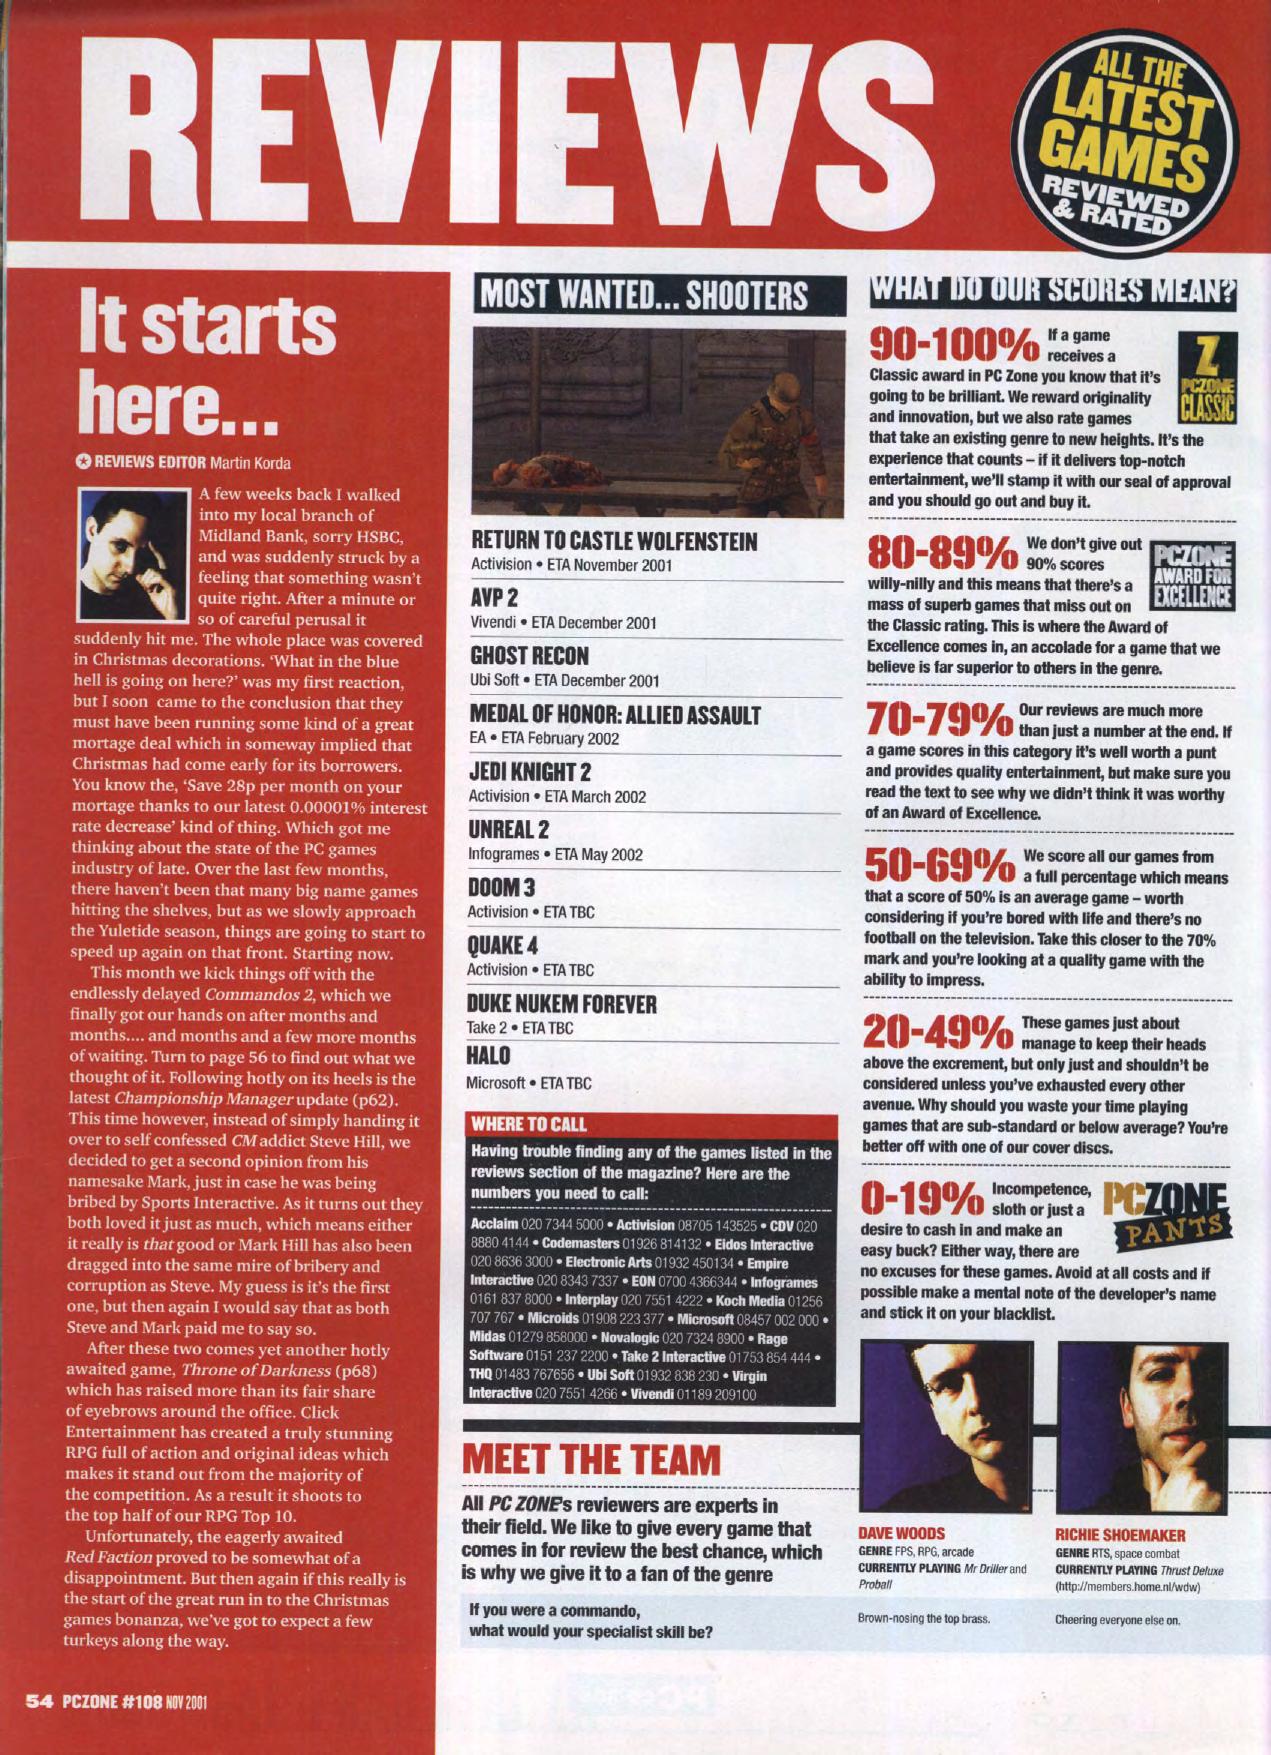 REVIEWS
ALL THE
LATEST
GAMES
REVIEWED
& RATED
It starts
here...
REVIEWS EDITOR Martin Korda
A few weeks back I walked
into my local branch of
Midland Bank, sorry HSBC,
and was suddenly struck by a
feeling that something wasn't
quite right. After a minute or
so of careful perusal it
suddenly hit me. The whole place was covered
in Christmas decorations. 'What in the blue
hell is going on here?' was my first reaction,
but I soon came to the conclusion that they
must have been running some kind of a great
mortage deal which in someway implied that
Christmas had come early for its borrowers.
You know the, 'Save 28p per month on your
mortage thanks to our latest 0.00001% interest
rate decrease' kind of thing. Which got me
thinking about the state of the PC games
industry of late. Over the last few months,
there haven't been that many big name games
hitting the shelves, but as we slowly approach
the Yuletide season, things are going to start to
speed up again on that front. Starting now.
This month we kick things off with the
endlessly delayed Commandos 2, which we
finally got our hands on after months and
months.... and months and a few more months
of waiting. Turn to page 56 to find out what we
thought of it. Following hotly on its heels is the
latest Championship Manager update (p62).
This time however, instead of simply handing it
over to self confessed CM addict Steve Hill, we
decided to get a second opinion from his
namesake Mark, just in case he was being
bribed by Sports Interactive. As it turns out they
both loved it just as much, which means either
it really is that good or Mark Hill has also been
dragged into the same mire of bribery and
corruption as Steve. My guess is it's the first
one, but then again I would say that as both
Steve and Mark paid me to say so.
After these two comes yet another hotly
awaited game, Throne of Darkness (p68)
which has raised more than its fair share
of eyebrows around the office. Click
Entertainment has created a truly stunning
RPG full of action and original ideas which
makes it stand out from the majority of
the competition. As a result it shoots to
the top half of our RPG Top 10.
Unfortunately, the eagerly awaited
Red Faction proved to be somewhat of a
disappointment. But then again if this really is
the start of the great run in to the Christmas
games bonanza, we've got to expect a few
turkeys along the way.
MOST WANTED... SHOOTERS
RETURN TO CASTLE WOLFENSTEIN
Activision • ETA November 2001
AVP 2
Vivendi • ETA December 2001
GHOST RECON
Ubi Soft • ETA December 2001
MEDAL OF HONOR: ALLIED ASSAULT
EA • ETA February 2002
JEDI KNIGHT 2
Activision • ETA March 2002
UNREAL 2
Infogrames • ETA May 2002
DOOM 3
Activision • ETA TBC
QUAKE 4
Activision • ETA TBC
DUKE NUKEM FOREVER
Take 2 • ETA TBC
HALO
Microsoft • ETA TBC
WHERE TO CALL
Having trouble finding any of the games listed in the
reviews section of the magazine? Here are the
numbers you need to call:
Acclaim 020 7344 5000 • Activision 08705 143525 • CDV 020
8880 4144 • Codemasters 01926 814132 • Eidos Interactive
020 8636 3000 • Electronic Arts 01932 450134 • Empire
Interactive 020 8343 7337 • EON 0700 4366344 • Infogrames
0161 837 8000 • Interplay 020 7551 4222 • Koch Media 01256
707 767 • Microids 01908 223 377 • Microsoft 08457 002 000 •
Midas 01279 858000 • Novalogic 020 7324 8900 • Rage
Software 0151 237 2200 • Take 2 Interactive 01753 854 444 •
THQ 01483 767656 • Ubi Soft 01932 838 230 • Virgin
Interactive 020 7551 4266 • Vivendi 01189 209100
WHAT DO OUR SCORES MEAN?
90-100% If a game
receives a
Classic award in PC Zone you know that it's
going to be brilliant. We reward originality
and innovation, but we also rate games
that take an existing genre to new heights. It's the
experience that counts – if it delivers top-notch
entertainment, we'll stamp it with our seal of approval
and you should go out and buy it.
Z
PCZONE
CLASSIC
80-89% We don't give out
90% scores
willy-nilly and this means that there's a
mass of superb games that miss out on
the Classic rating. This is where the Award of
Excellence comes in, an accolade for a game that we
believe is far superior to others in the genre.
PCZONE
AWARD FOR
EXCELLENCE
70-79% Our reviews are much more
than just a number at the end. If
a game scores in this category it's well worth a punt
and provides quality entertainment, but make sure you
read the text to see why we didn't think it was worthy
of an Award of Excellence.
50-69% We score all our games from
a full percentage which means
that a score of 50% is an average game – worth
considering if you're bored with life and there's no
football on the television. Take this closer to the 70%
mark and you're looking at a quality game with the
ability to impress.
20-49% These games just about
manage to keep their heads
above the excrement, but only just and shouldn't be
considered unless you've exhausted every other
avenue. Why should you waste your time playing
games that are sub-standard or below average? You're
better off with one of our cover discs.
0-19% Incompetence,
sloth or just a
desire to cash in and make an
easy buck? Either way, there are
no excuses for these games. Avoid at all costs and if
possible make a mental note of the developer's name
and stick it on your blacklist.
PCZONE
PANTS
MEET THE TEAM
All PC ZONE's reviewers are experts in
their field. We like to give every game that
comes in for review the best chance, which
is why we give it to a fan of the genre
If you were a commando,
what would your specialist skill be?
DAVE WOODS
GENRE FPS, RPG, arcade
CURRENTLY PLAYING Mr Driller and
Proball
Brown-nosing the top brass.
RICHIE SHOEMAKER
GENRE RTS, space combat
CURRENTLY PLAYING Thrust Deluxe
(http://members.home.nl/wdw)
Cheering everyone else on.
54 PCZONE #108 NOV 2001